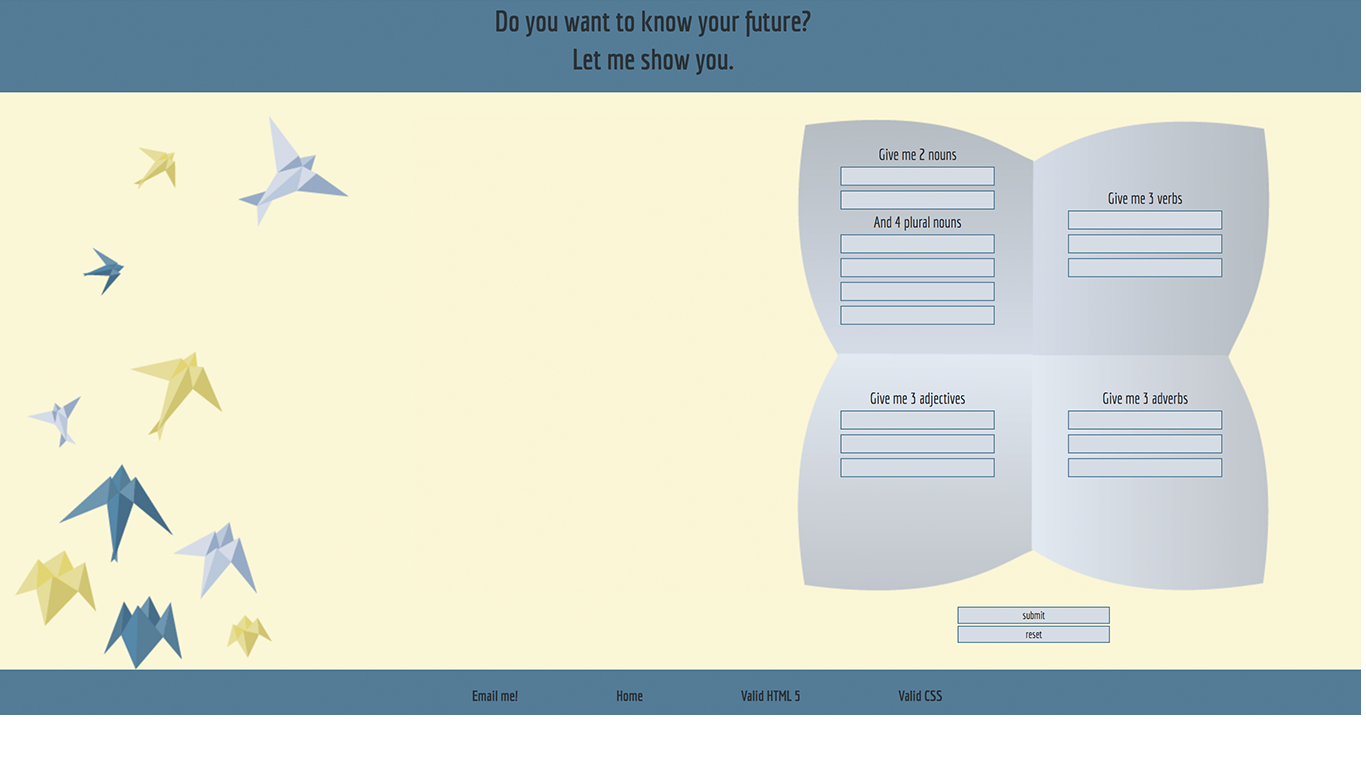 Do you want to know your future?
Let me show you.
Give me 2 nouns
And 4 plural nouns
Give me 3 verbs
Give me 3 adjectives
Give me 3 adverbs
submit
reset
Email me!
Home
Valid HTML 5
Valid CSS